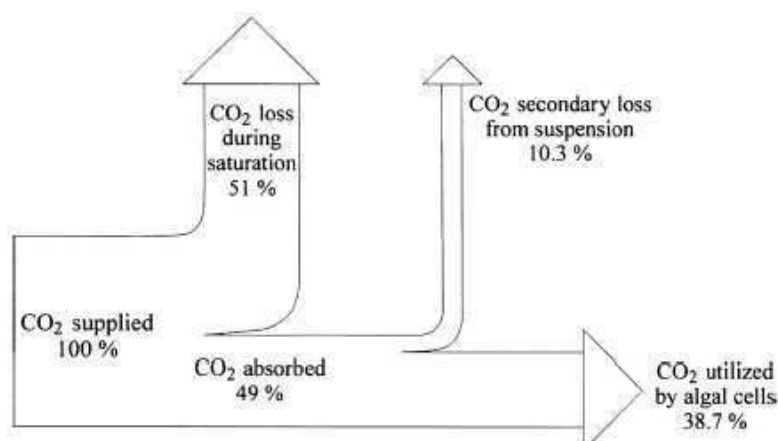 CO₂ loss
during
saturation
51 %
CO₂ secondary loss
from suspension
10.3 %
CO₂ supplied
100 %
CO₂ absorbed
49 %
CO₂ utilized
by algal cells
38.7 %